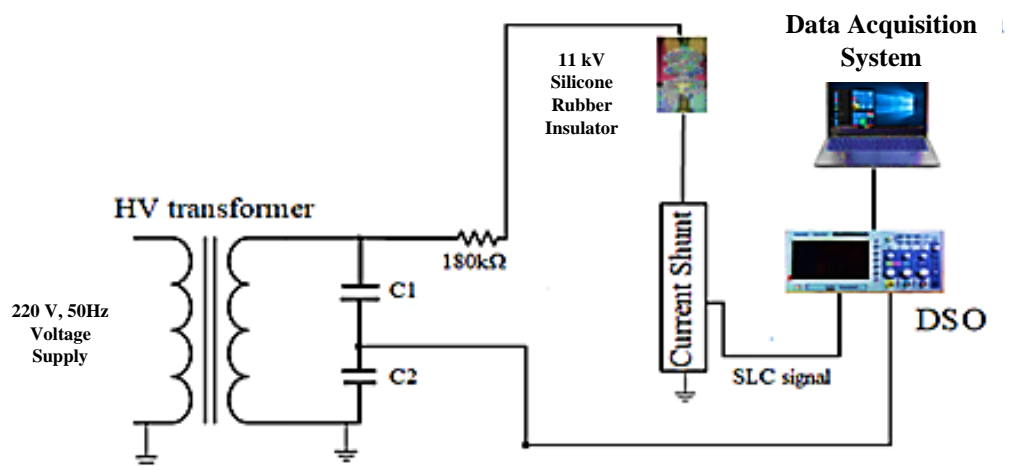 Data Acquisition
System
11 kV
Silicone
Rubber
Insulator
HV transformer
180kΩ
220 V, 50Hz
Voltage
Supply
C1
C2
Current Shunt
DSO
SLC signal